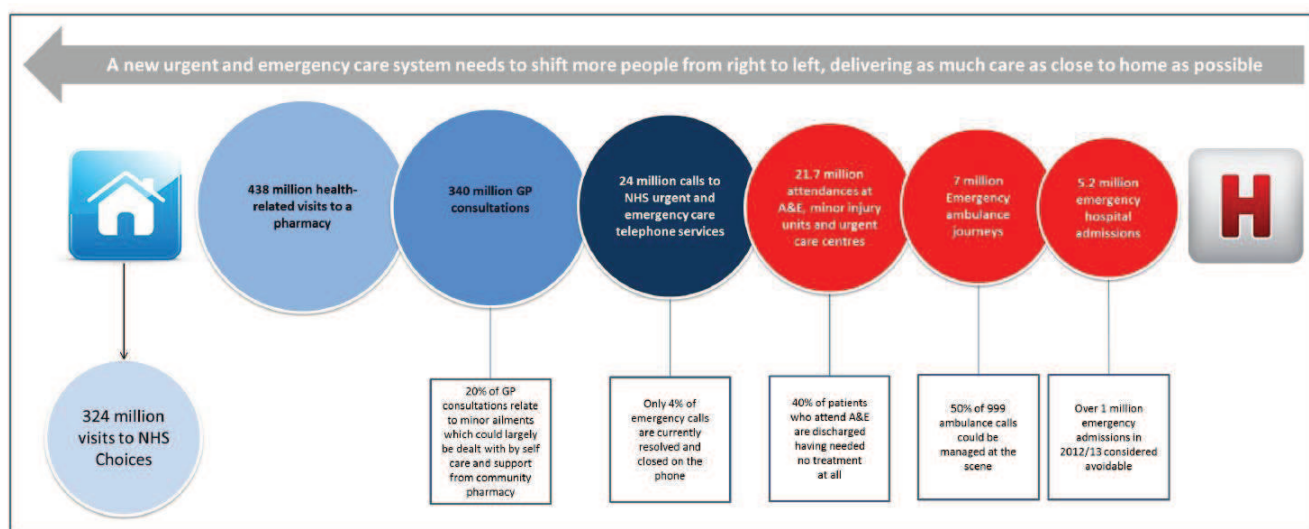 A new urgent and emergency care system needs to shift more people from right to left, delivering as much care as close to home as possible
438 million health-
related visits to a
pharmacy
340 million GP
consultations
24 million calls to
NHS urgent and
emergency care
telephone services
21.7 million
attendances at
A&E, minor injury
units and urgent
care centres
7 million
Emergency
ambulance
journeys
5.2 million
emergency
hospital
admissions
H
324 million
visits to NHS
Choices
20% of GP
consultations relate
to minor ailments
which could largely
be dealt with by self
care and support
from community
pharmacy
Only 4% of
emergency calls
are currently
resolved and
closed on the
phone
40% of patients
who attend A&E
are discharged
having needed
no treatment
at all
50% of 999
ambulance calls
could be
managed at the
scene
Over 1 million
emergency
admissions in
2012/13 considered
avoidable